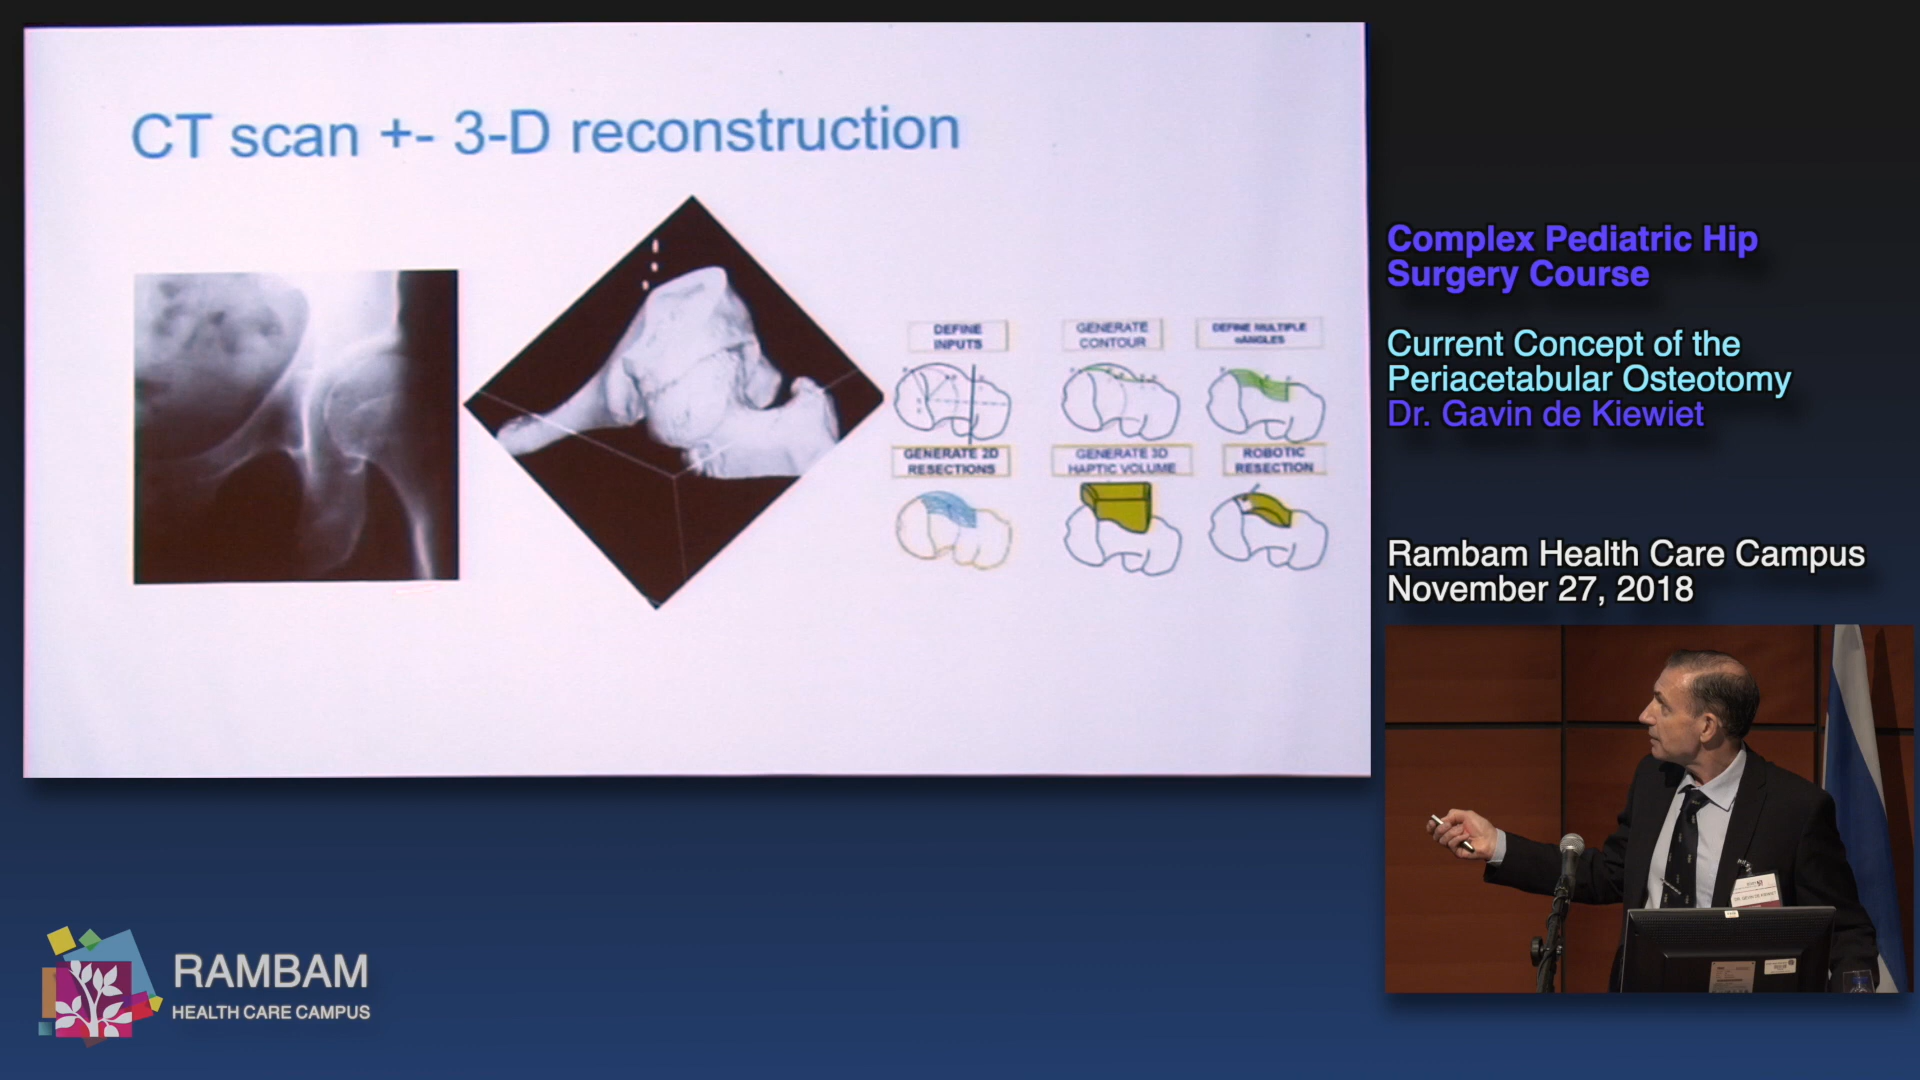 CT scan +- 3-D reconstruction
DEFINE
INPUTS
GENERATE
CONTOUR
DEFINE MULTIPLE
αANGLES
GENERATE 2D
RESECTIONS
GENERATE 3D
HAPTIC VOLUME
ROBOTIC
RESECTION
Complex Pediatric Hip
Surgery Course
Current Concept of the
Periacetabular Osteotomy
Dr. Gavin de Kiewiet
Rambam Health Care Campus
November 27, 2018
RAMBAM
HEALTH CARE CAMPUS